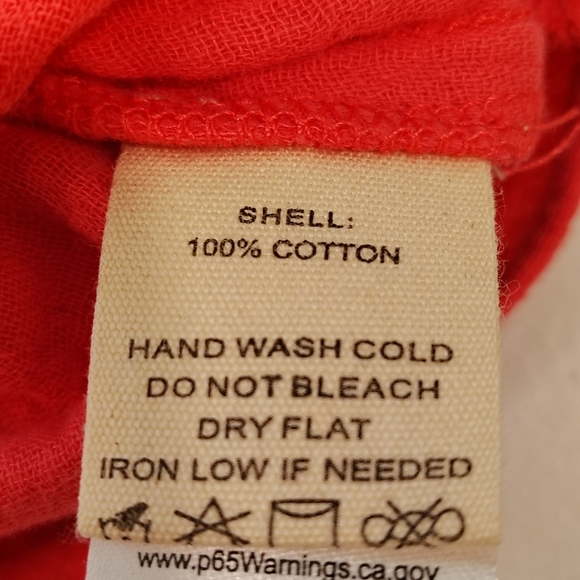 SHELL:
100% COTTON
HAND WASH COLD
DO NOT BLEACH
DRY FLAT
IRON LOW IF NEEDED
www.p65Warnings.ca.gov